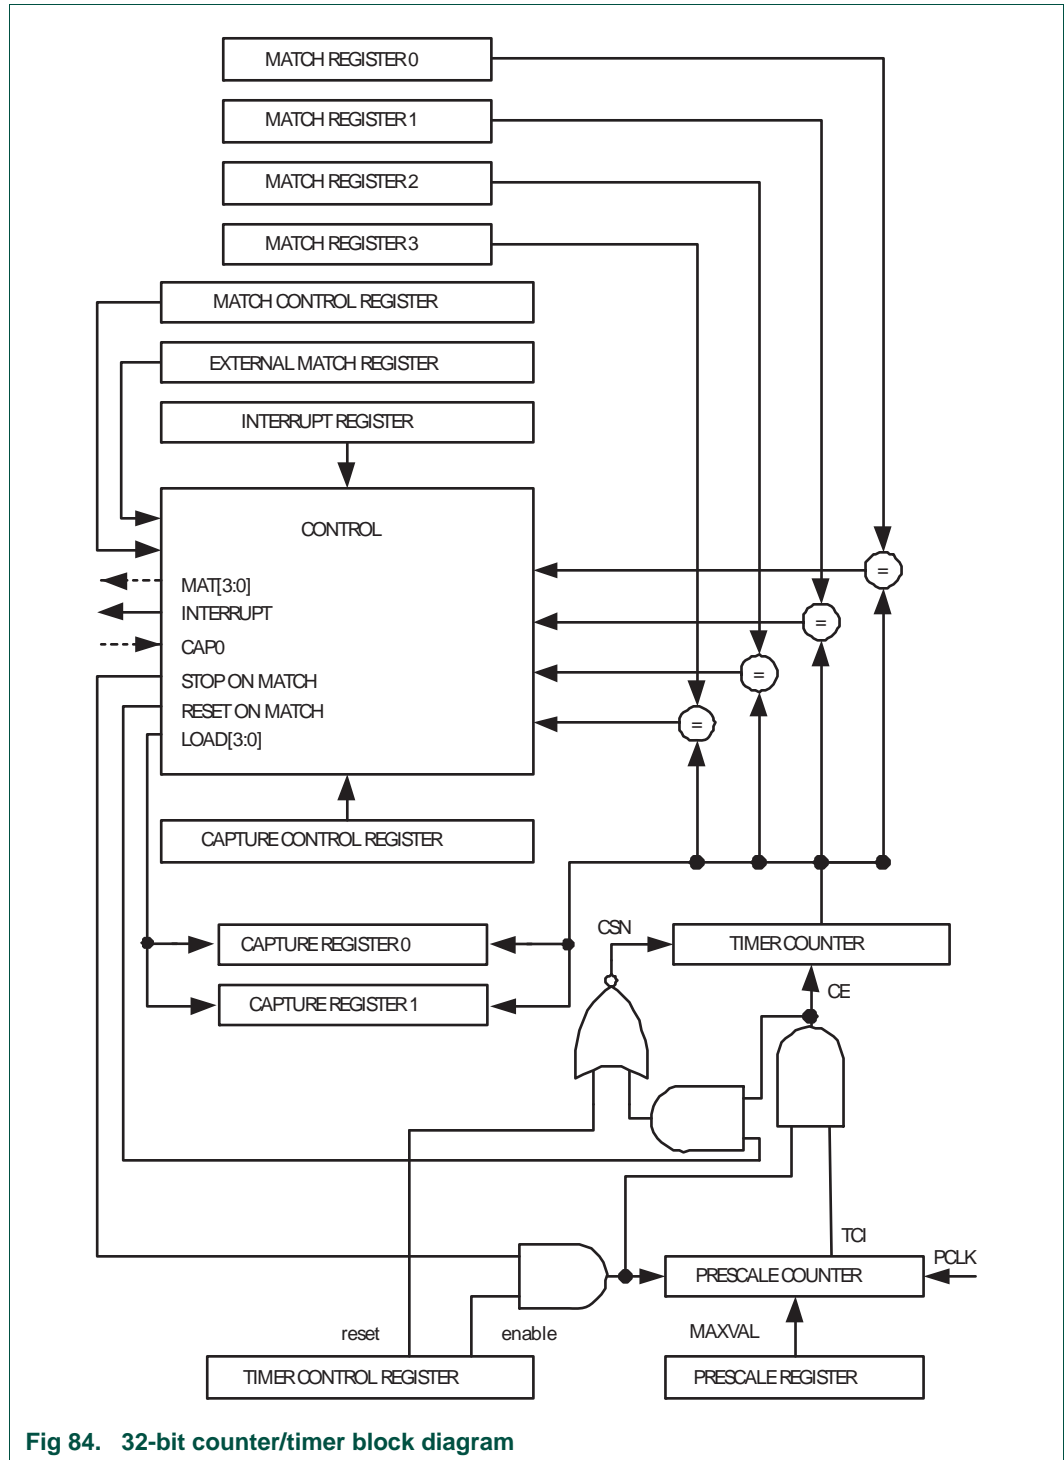 MATCH REGISTER 0
MATCH REGISTER 1
MATCH REGISTER 2
MATCH REGISTER 3
MATCH CONTROL REGISTER
EXTERNAL MATCH REGISTER
INTERRUPT REGISTER
CONTROL
=
=
=
=
MAT[3:0]
INTERRUPT
CAP0
STOP ON MATCH
RESET ON MATCH
LOAD[3:0]
CAPTURE CONTROL REGISTER
CSN
TIMER COUNTER
CAPTURE REGISTER 0
CE
CAPTURE REGISTER 1
TCI
PCLK
PRESCALE COUNTER
reset
enable
MAXVAL
TIMER CONTROL REGISTER
PRESCALE REGISTER
Fig 84. 32-bit counter/timer block diagram